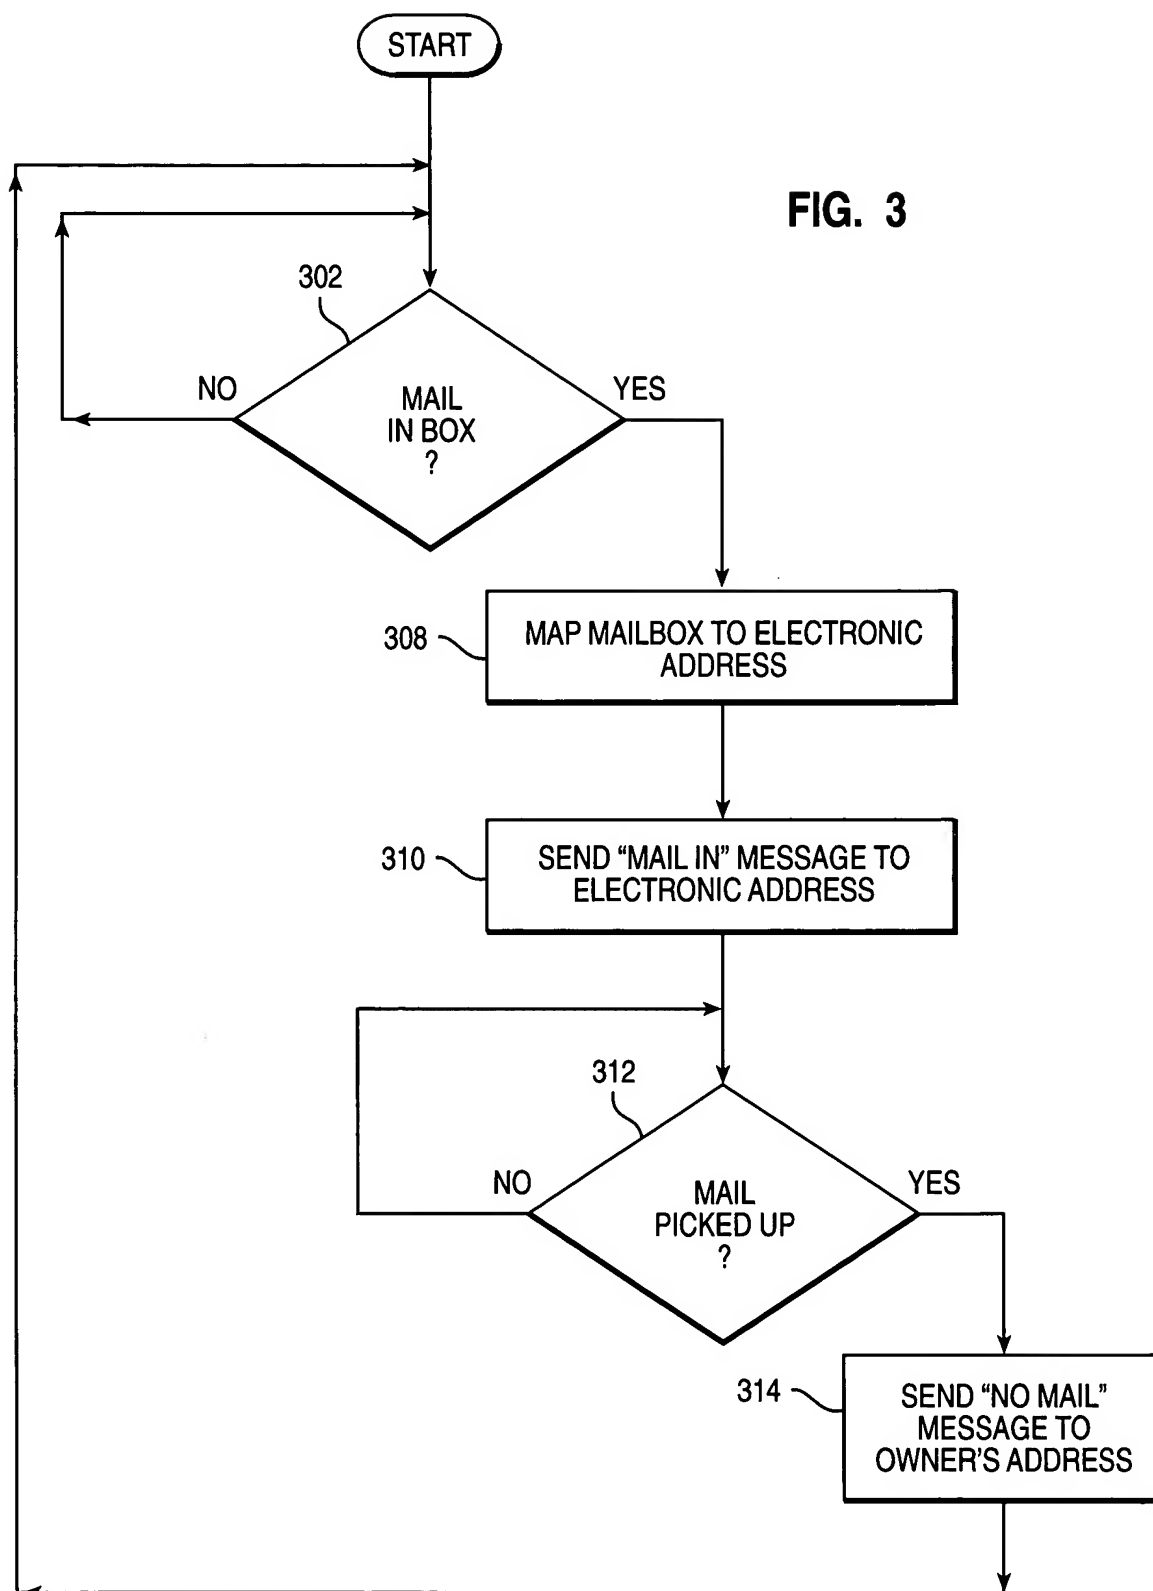 START
FIG. 3
302
NO
YES
MAIL
IN BOX
?
308
MAP MAILBOX TO ELECTRONIC
ADDRESS
310
SEND “MAIL IN” MESSAGE TO
ELECTRONIC ADDRESS
312
NO
YES
MAIL
PICKED UP
?
314
SEND “NO MAIL”
MESSAGE TO
OWNER’S ADDRESS